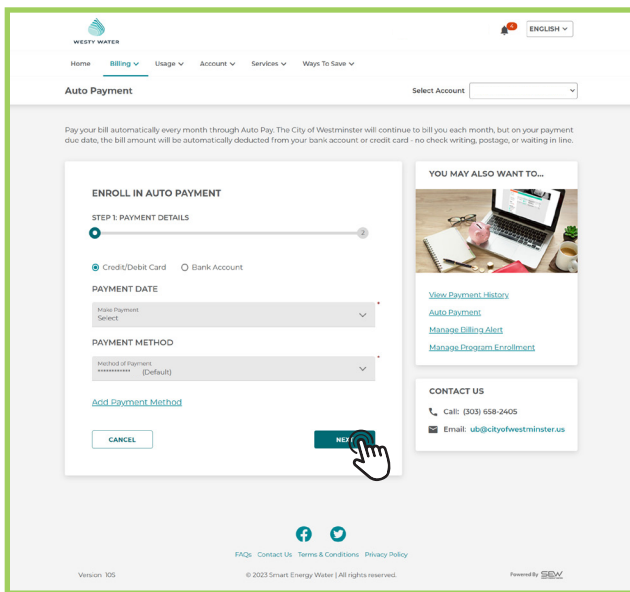 WESTY WATER
4
ENGLISH
Home Billing Usage Account Services Ways To Save
Auto Payment
Select Account
Pay your bill automatically every month through Auto Pay. The City of Westminster will continue to bill you each month, but on your payment
due date, the bill amount will be automatically deducted from your bank account or credit card - no check writing, postage, or waiting in line.
ENROLL IN AUTO PAYMENT
STEP 1: PAYMENT DETAILS
2
Credit/Debit Card Bank Account
PAYMENT DATE
Make Payment
Select
*
PAYMENT METHOD
Method of Payment
************ (Default)
*
Add Payment Method
CANCEL
NEXT
YOU MAY ALSO WANT TO...
View Payment History
Auto Payment
Manage Billing Alert
Manage Program Enrollment
CONTACT US
Call: (303) 658-2405
Email: ub@cityofwestminster.us
FAQs Contact Us Terms & Conditions Privacy Policy
Version 105
© 2023 Smart Energy Water | All rights reserved.
Powered By SEW